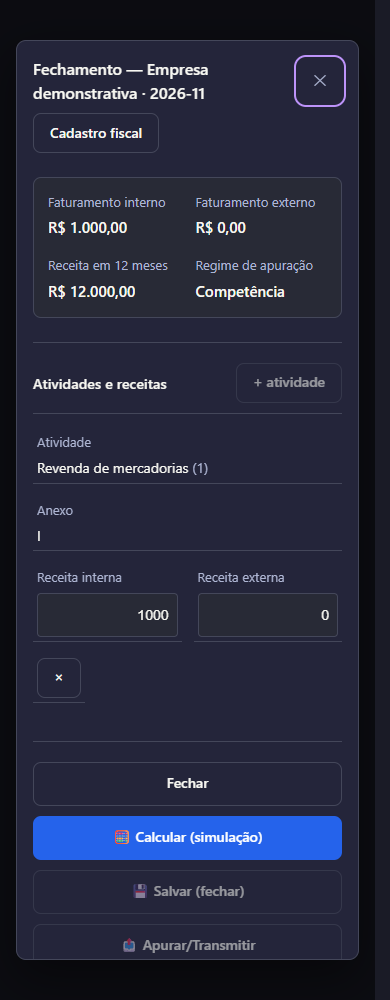 Fechamento — Empresa
demonstrativa · 2026-11
Cadastro fiscal
Faturamento interno
R$ 1.000,00
Faturamento externo
R$ 0,00
Receita em 12 meses
R$ 12.000,00
Regime de apuração
Competência
Atividades e receitas
+ atividade
Atividade
Revenda de mercadorias (1)
Anexo
I
Receita interna
1000
Receita externa
0
×
Fechar
Calcular (simulação)
Salvar (fechar)
Apurar/Transmitir